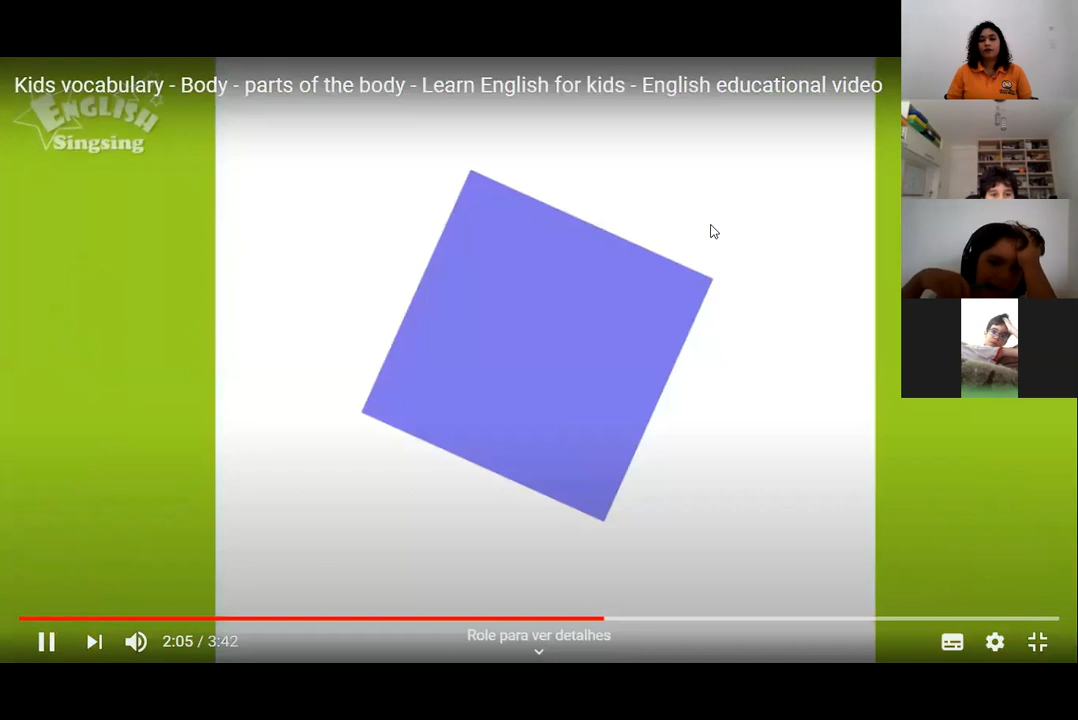 Kids vocabulary - Body - parts of the body - Learn English for kids - English educational video
ENGLISH
Singsing
2:05 / 3:42
Role para ver detalhes